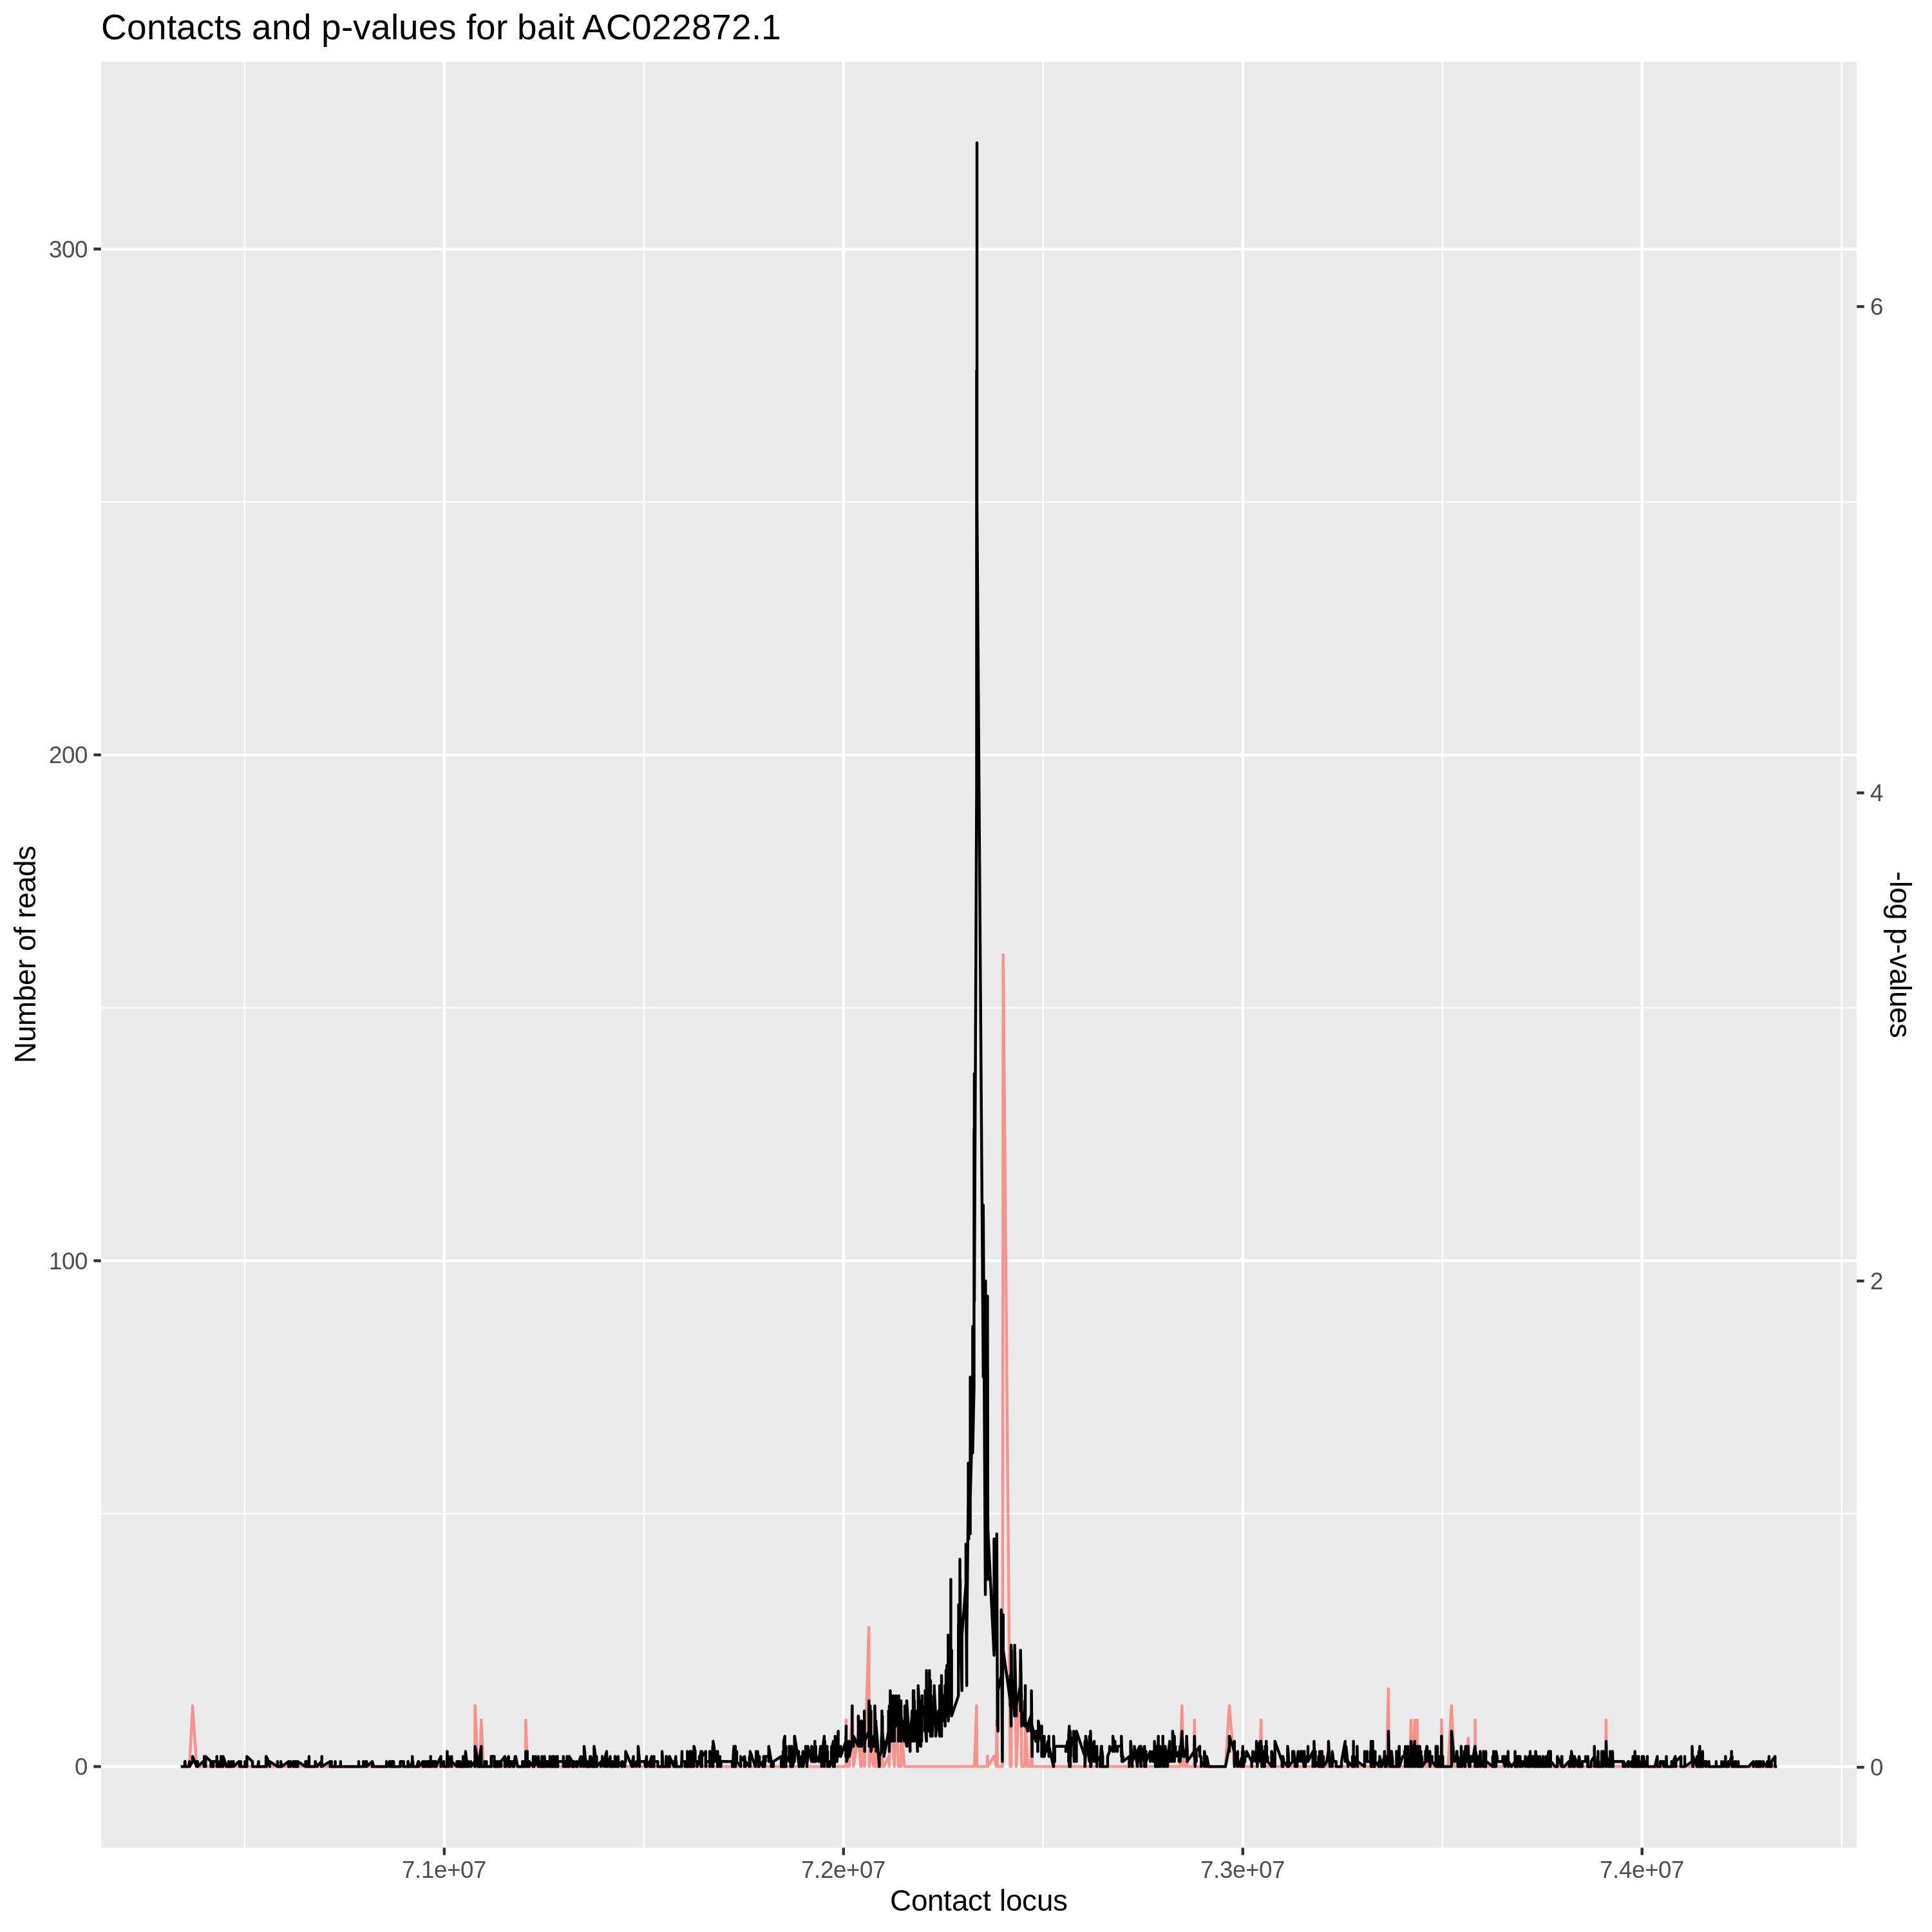 Contacts and p-values for bait AC022872.1
300
200
100
0
Number of reads
6
4
2
0
-log p-values
7.1e+07 7.2e+07 7.3e+07 7.4e+07
Contact locus